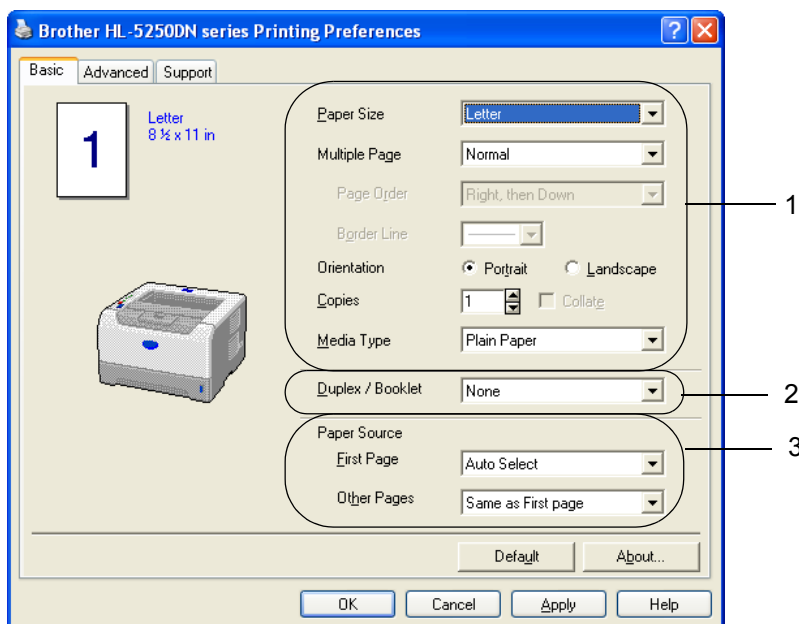 Brother HL-5250DN series Printing Preferences
Basic Advanced Support
1
Letter
8 ½ x 11 in
Paper Size Letter
Multiple Page Normal
Page Order Right, then Down
Border Line
Orientation Portrait Landscape
Copies 1 Collate
Media Type Plain Paper
1
Duplex / Booklet None
2
Paper Source
First Page Auto Select
Other Pages Same as First page
3
Default About...
OK Cancel Apply Help